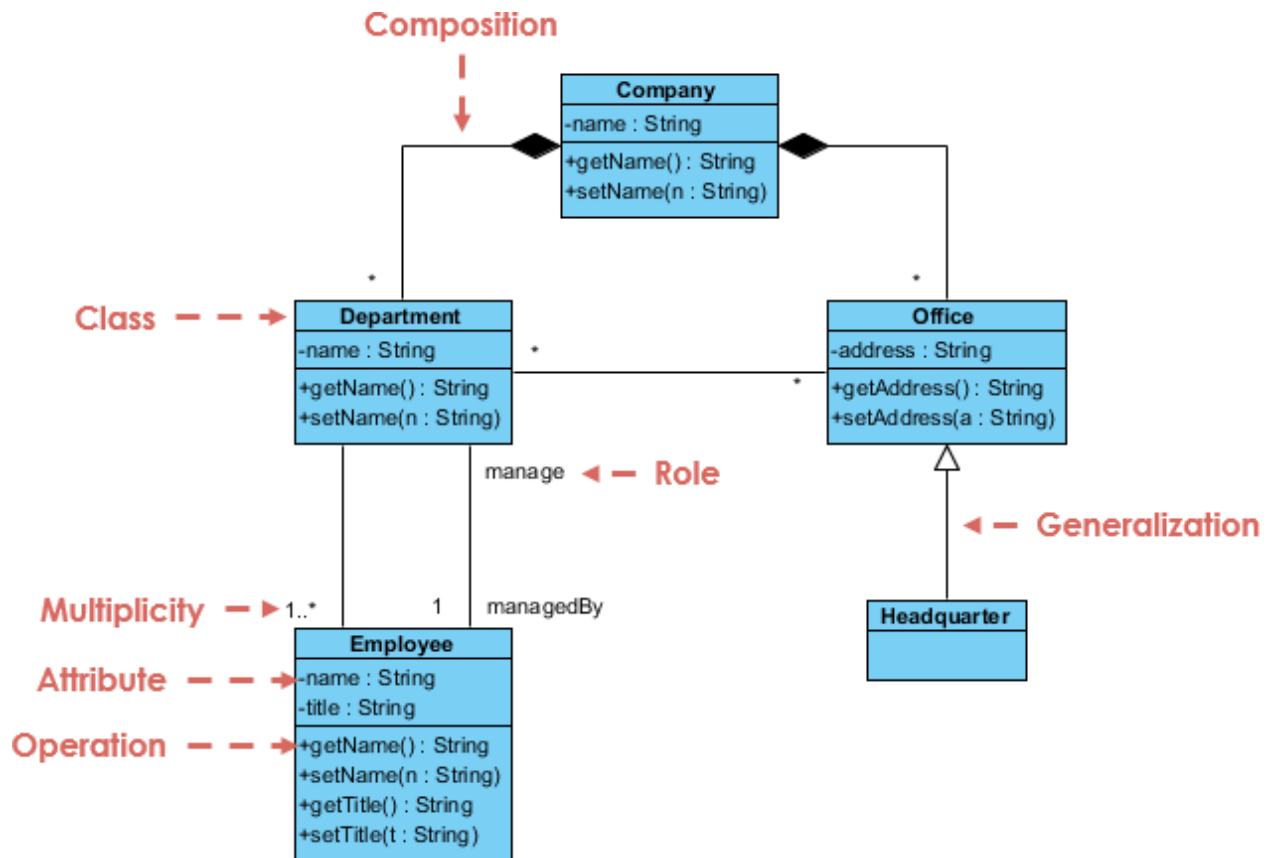 Composition
Company
-name : String
+getName() : String
+setName(n : String)
*
*
Class
Department
-name : String
+getName() : String
+setName(n : String)
*
*
Office
-address : String
+getAddress() : String
+setAddress(a : String)
manage
Role
Generalization
Multiplicity
1..*
1
managedBy
Headquarter
Employee
Attribute
-name : String
-title : String
Operation
+getName() : String
+setName(n : String)
+getTitle() : String
+setTitle(t : String)